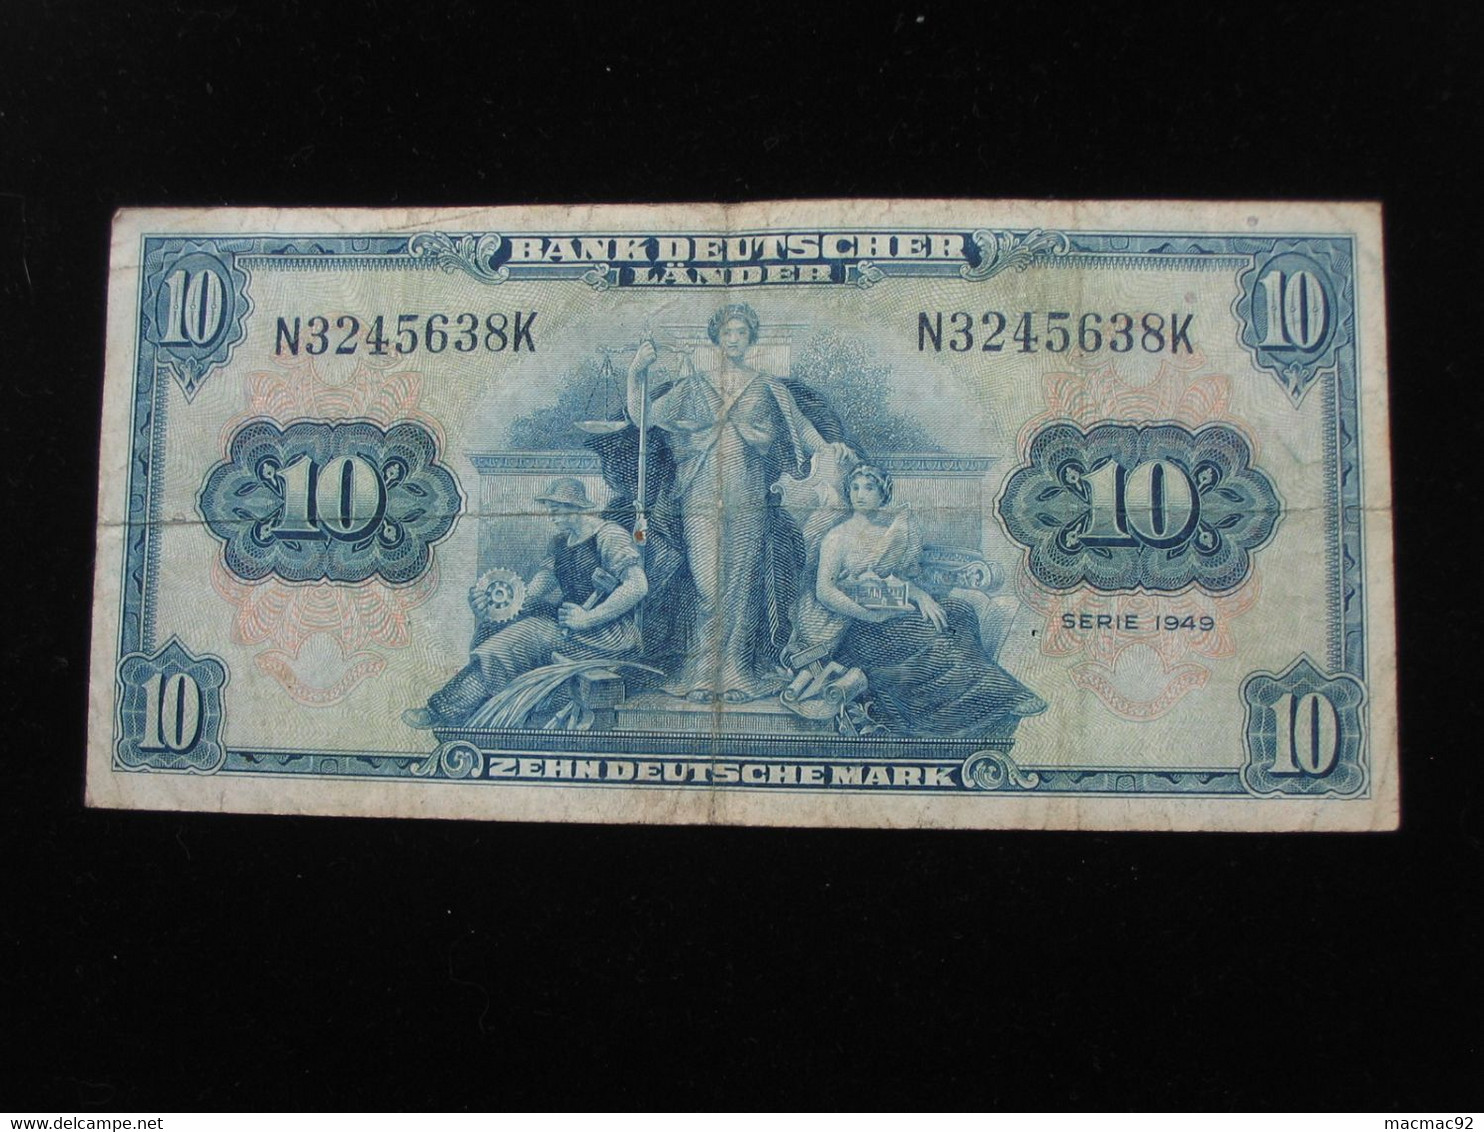 BANK DEUTSCHER
LÄNDER
10 10
N3245638K N3245638K
10 10
SERIE 1949
10 10
ZEHN DEUTSCHE MARK
delcampe.net
macmac92